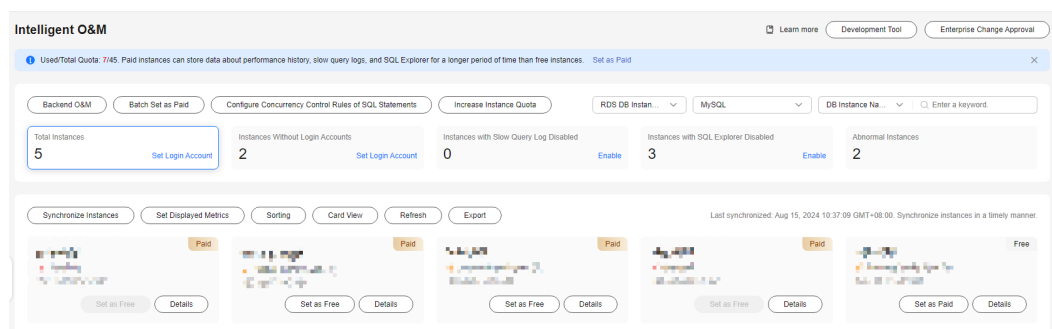 Intelligent O&M
Learn more Development Tool Enterprise Change Approval
Used/Total Quota: 7/45. Paid instances can store data about performance history, slow query logs, and SQL Explorer for a longer period of time than free instances. Set as Paid
Backend O&M Batch Set as Paid Configure Concurrency Control Rules of SQL Statements Increase Instance Quota RDS DB Instan... MySQL DB Instance Na... Enter a keyword.
Total Instances Instances Without Login Accounts Instances with Slow Query Log Disabled Instances with SQL Explorer Disabled Abnormal Instances
5 Set Login Account 2 Set Login Account 0 Enable 3 Enable 2
Synchronize Instances Set Displayed Metrics Sorting Card View Refresh Export Last synchronized: Aug 15, 2024 10:37:09 GMT+08:00. Synchronize instances in a timely manner.
Paid Paid Paid Paid Free
Set as Free Details Set as Free Details Set as Free Details Set as Free Details Set as Paid Details